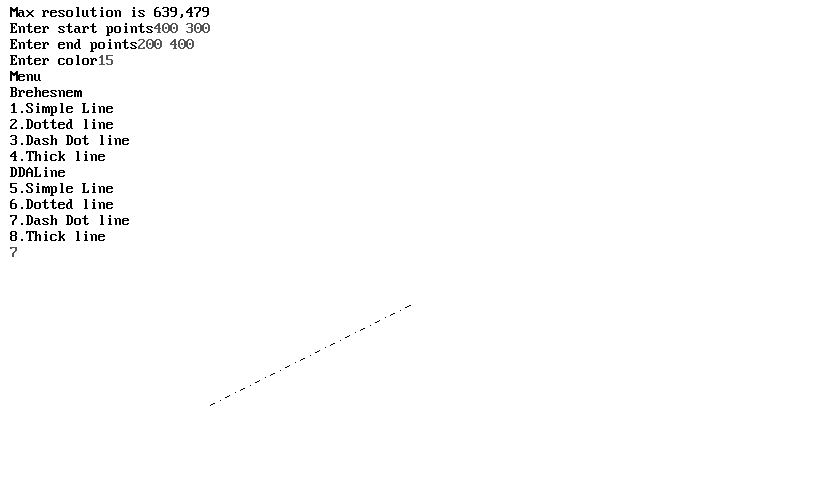 Max resolution is 639,479
Enter start points400 300
Enter end points200 400
Enter color15
Menu
Brehesnem
1.Simple Line
2.Dotted line
3.Dash Dot line
4.Thick line
DDALine
5.Simple Line
6.Dotted line
7.Dash Dot line
8.Thick line
7